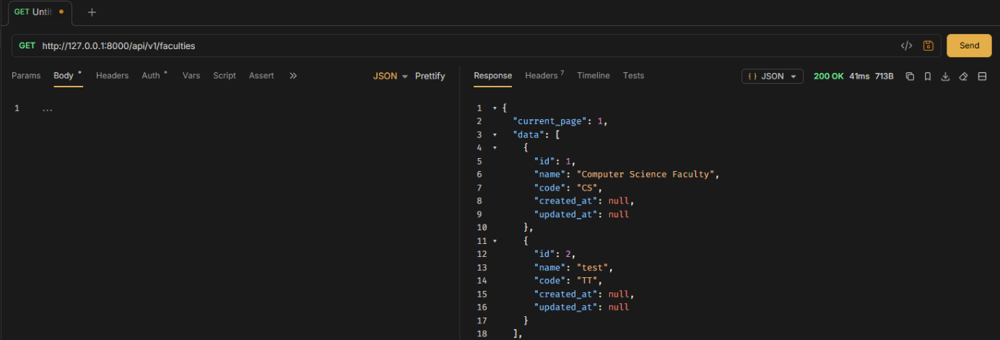 GET Untit
GET http://127.0.0.1:8000/api/v1/faculties </> Send
Params Body Headers Auth Vars Script Assert JSON Prettify
Response Headers 7 Timeline Tests { } JSON 200 OK 41ms 713B
1 ...
1 {
2 "current_page": 1,
3 "data": [
4 {
5 "id": 1,
6 "name": "Computer Science Faculty",
7 "code": "CS",
8 "created_at": null,
9 "updated_at": null
10 },
11 {
12 "id": 2,
13 "name": "test",
14 "code": "TT",
15 "created_at": null,
16 "updated_at": null
17 }
18 ],